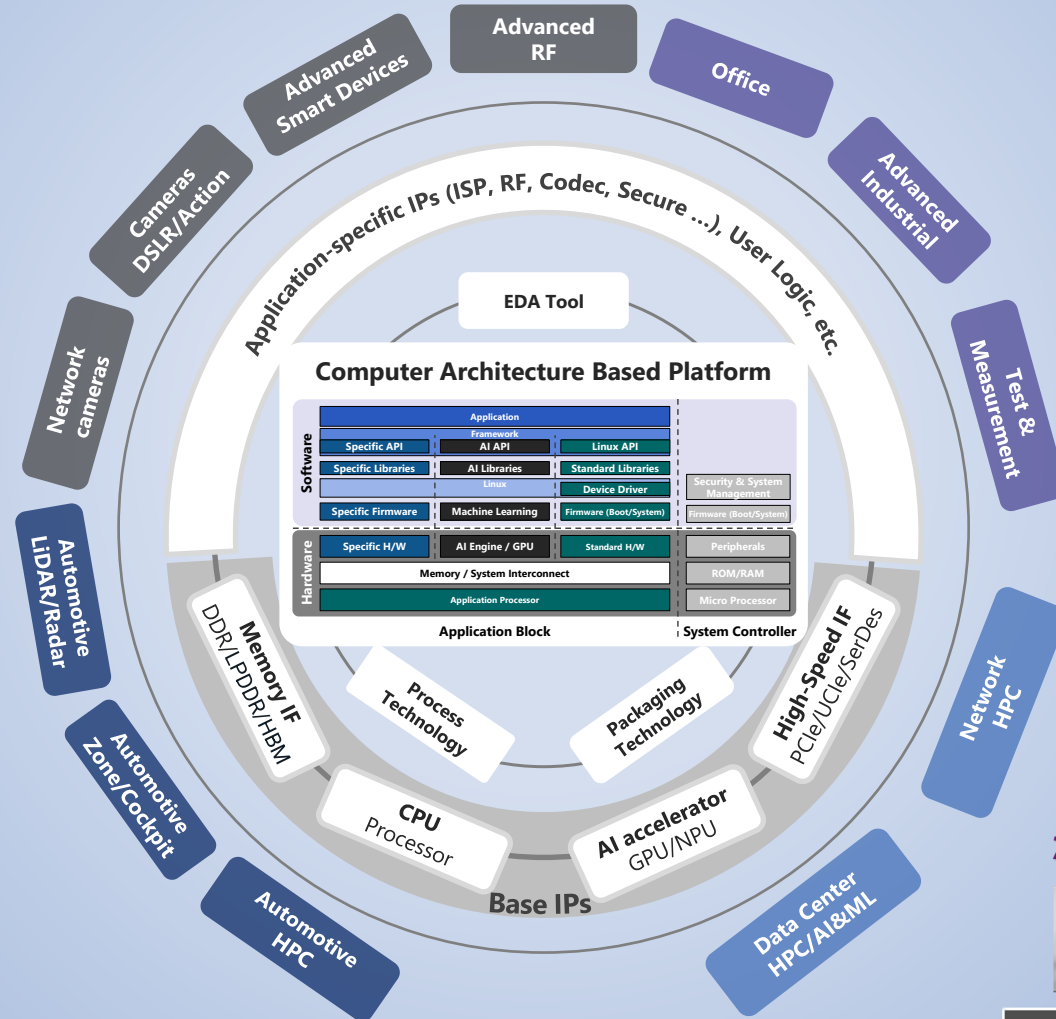 Advanced
RF
Office
Advanced
Industrial
Test &
Measurement
Network
HPC
Data Center
HPC/AI&ML
Automotive
HPC
Automotive
Zone/Cockpit
Automotive
LiDAR/Radar
Network
cameras
Cameras
DSLR/Action
Advanced
Smart Devices
Application-specific IPs (ISP, RF, Codec, Secure ...), User Logic, etc.
EDA Tool
Computer Architecture Based Platform
Software
Application
Framework
Specific API
AI API
Linux API
Specific Libraries
AI Libraries
Standard Libraries
Linux
Device Driver
Security & System
Management
Specific Firmware
Machine Learning
Firmware (Boot/System)
Firmware (Boot/System)
Hardware
Specific H/W
AI Engine / GPU
Standard H/W
Peripherals
Memory / System Interconnect
ROM/RAM
Application Processor
Micro Processor
Application Block
System Controller
Process
Technology
Packaging
Technology
Memory IF
DDR/LPDDR/HBM
CPU
Processor
AI accelerator
GPU/NPU
High-Speed IF
PCIe/UCIe/SerDes
Base IPs